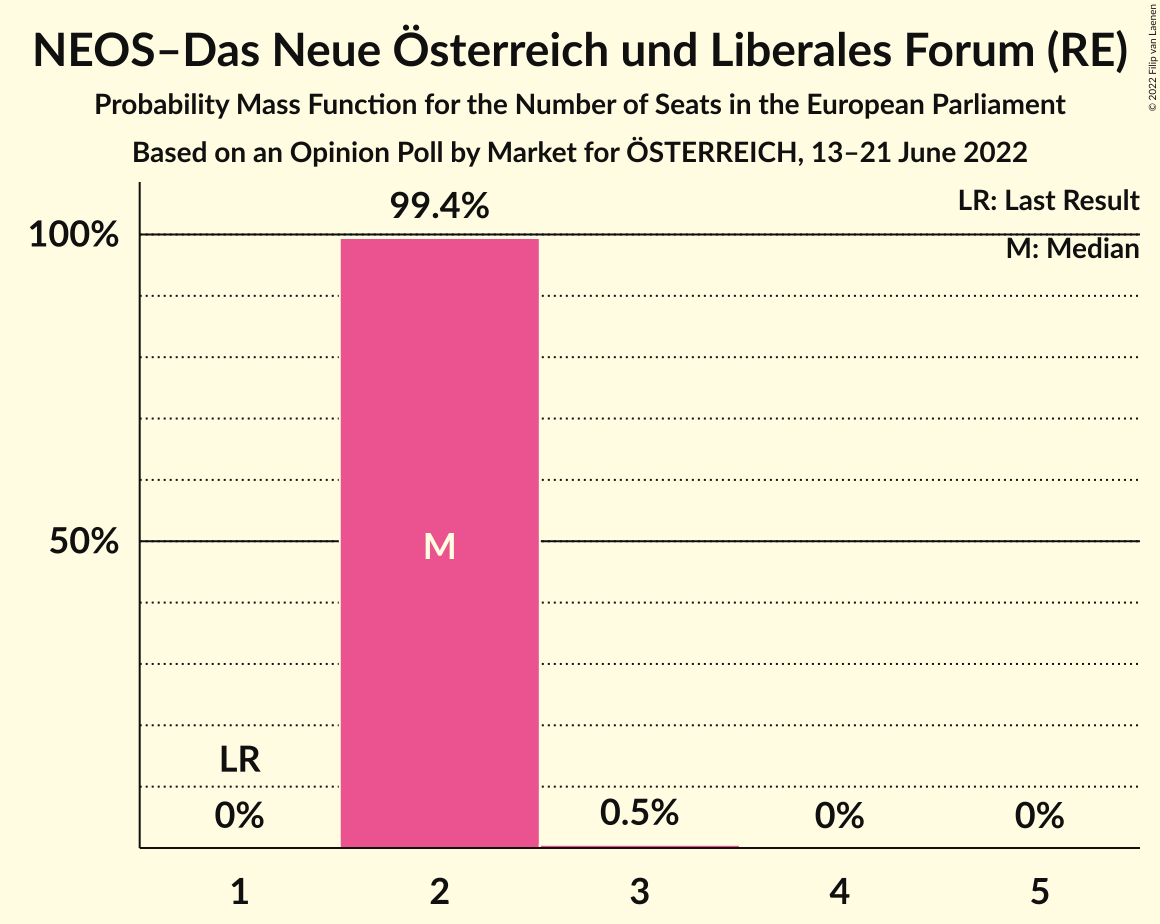 NEOS–Das Neue Österreich und Liberales Forum (RE)
Probability Mass Function for the Number of Seats in the European Parliament
Based on an Opinion Poll by Market for ÖSTERREICH, 13–21 June 2022
© 2022 Filip van Laenen
99.4%
LR: Last Result
100%
M: Median
50%
M
LR
0%
0.5%
0%
0%
1
2
3
4
5